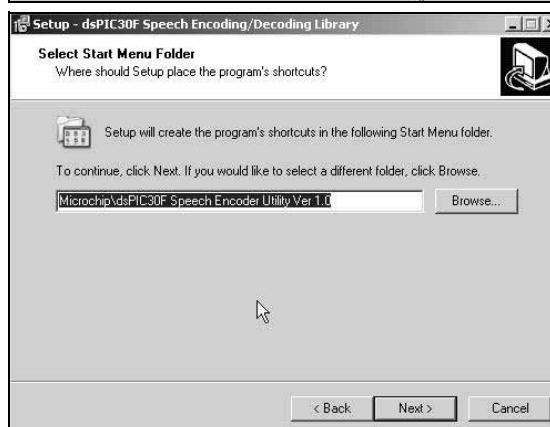 Setup - dsPIC30F Speech Encoding/Decoding Library
Select Start Menu Folder
Where should Setup place the program's shortcuts?
Setup will create the program's shortcuts in the following Start Menu folder.
To continue, click Next. If you would like to select a different folder, click Browse.
Microchip\dsPIC30F Speech Encoder Utility Ver 1.0
Browse...
< Back
Next >
Cancel